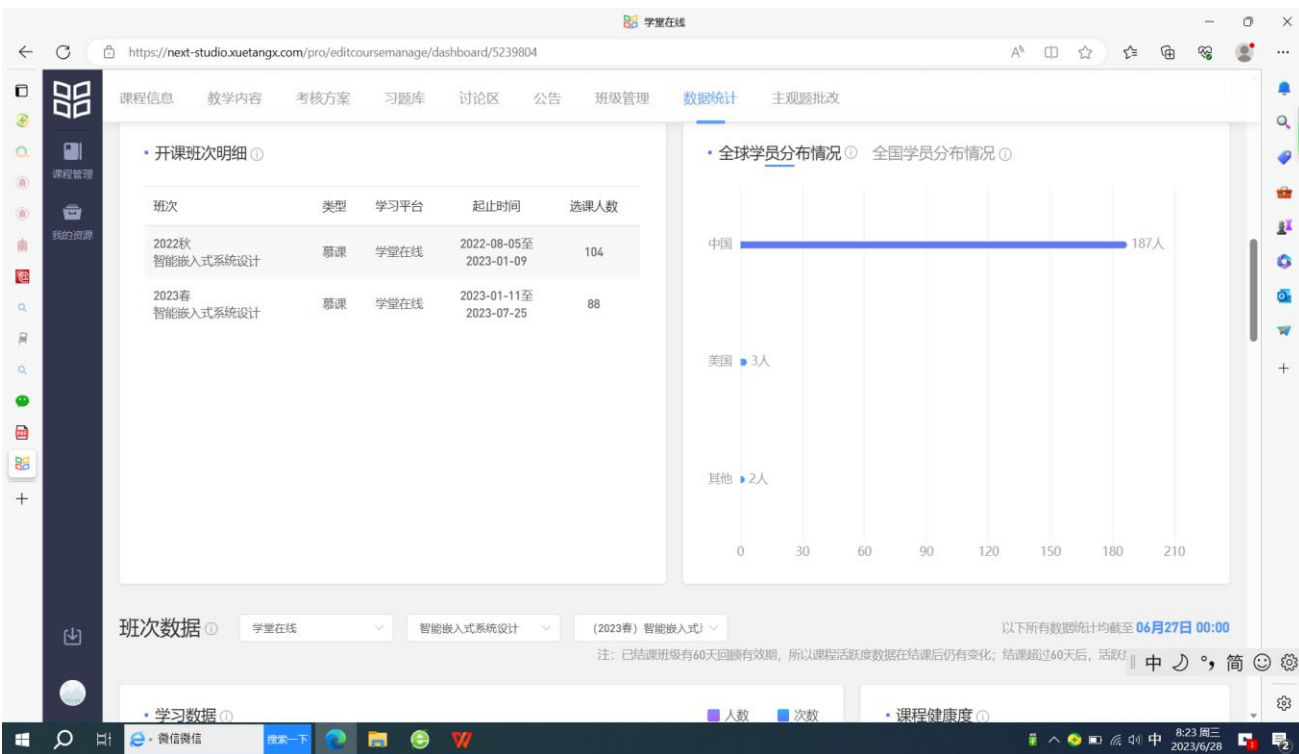 学堂在线
https://next-studio.xuetangx.com/pro/editcoursemanage/dashboard/5239804
课程信息 教学内容 考核方案 习题库 讨论区 公告 班级管理 数据统计 主观题批改
课程管理
我的资源
开课班次明细
班次 类型 学习平台 起止时间 选课人数
2022秋
智能嵌入式系统设计 慕课 学堂在线 2022-08-05至
2023-01-09 104
2023春
智能嵌入式系统设计 慕课 学堂在线 2023-01-11至
2023-07-25 88
全球学员分布情况 全国学员分布情况
中国 187人
美国 3人
其他 2人
0 30 60 90 120 150 180 210
班次数据 学堂在线 智能嵌入式系统设计 (2023春) 智能嵌入式
以下所有数据统计均截至 06月27日 00:00
注：已结课班级有60天回顾有效期，所以课程活跃度数据在结课后仍有变化；结课超过60天后，活跃
中 简
学习数据 人数 次数 课程健康度
微信微信 搜索一下
中 8:23 周三
2023/6/28